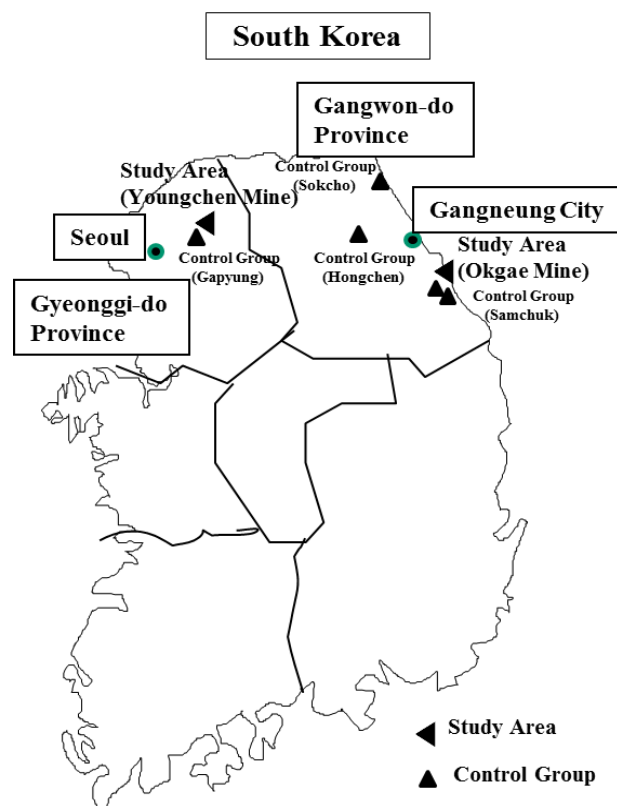 South Korea
Gangwon-do
Province
Control Group
(Sokcho)
Study Area
(Youngchen Mine)
Gangneung City
Seoul
Control Group
(Gapyung)
Control Group
(Hongchen)
Study Area
(Okgae Mine)
Gyeonggi-do
Province
Control Group
(Samchuk)
Study Area
Control Group